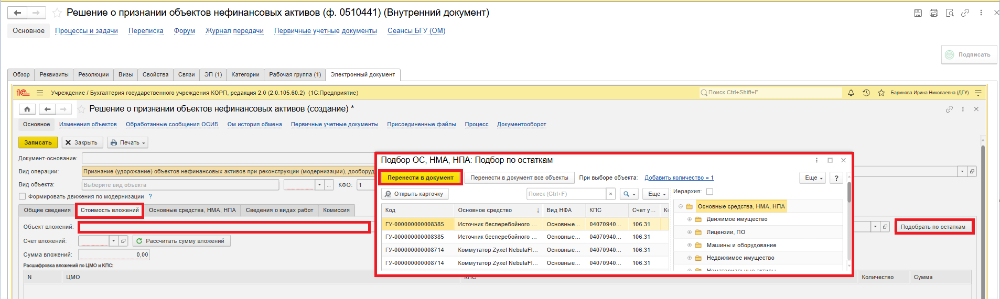 Решение о признании объектов нефинансовых активов (ф. 0510441) (Внутренний документ)
Основное Процессы и задачи Переписка Форум Журнал передачи Первичные учетные документы Сеансы БГУ (ОМ)
Подписать
Обзор Реквизиты Резолюции Визы Свойства Связи ЭП (1) Категории Рабочая группа (1) Электронный документ
1С Учреждение / Бухгалтерия государственного учреждения КОРП, редакция 2.0 (2.0.105.60.2) (1С:Предприятие) Поиск Ctrl+Shift+F Баринова Ирина Николаевна (ДГУ)
Решение о признании объектов нефинансовых активов (создание) *
Основное Изменения объектов Обработанные сообщения ОСИБ Ом история обмена Первичные учетные документы Присоединенные файлы Процесс Документооборот
Записать Закрыть Печать
Документ-основание:
Вид операции: Признание (удорожание) объектов нефинансовых активов при реконструкции (модернизации), дооборуд
Вид объекта: Выберите вид объекта ... КФО: 1
Формировать движения по модернизации ?
Общие сведения Стоимость вложений Основные средства, НМА, НПА Сведения о видах работ Комиссия
Объект вложений: Подобрать по остаткам
Счет вложений: Рассчитать сумму вложений
Сумма вложений: 0,00
Расшифровка вложений по ЦМО и КПС:
N ЦМО КПС Количество Сумма
Подбор ОС, НМА, НПА: Подбор по остаткам
Перенести в документ Перенести в документ все объекты При выборе объекта: Добавить количество = 1 Еще ?
Открыть карточку Поиск (Ctrl+F) × Еще Иерархия:
Код Основное средство ↓ Вид НФА КПС Счет у... Ко
ГУ-000000000008385 Источник бесперебойного ... Основные... 04070940... 106.31
ГУ-000000000008385 Источник бесперебойного ... Основные... 04070940... 106.31
ГУ-000000000008714 Коммутатор Zyxel NebulaFl... Основные... 04070940... 106.31
ГУ-000000000008714 Коммутатор Zyxel NebulaFl... Основные... 04070940... 106.31
Основные средства, НМА, НПА
Движимое имущество
Лицензии, ПО
Машины и оборудование
Недвижимое имущество
Нематериальные активы